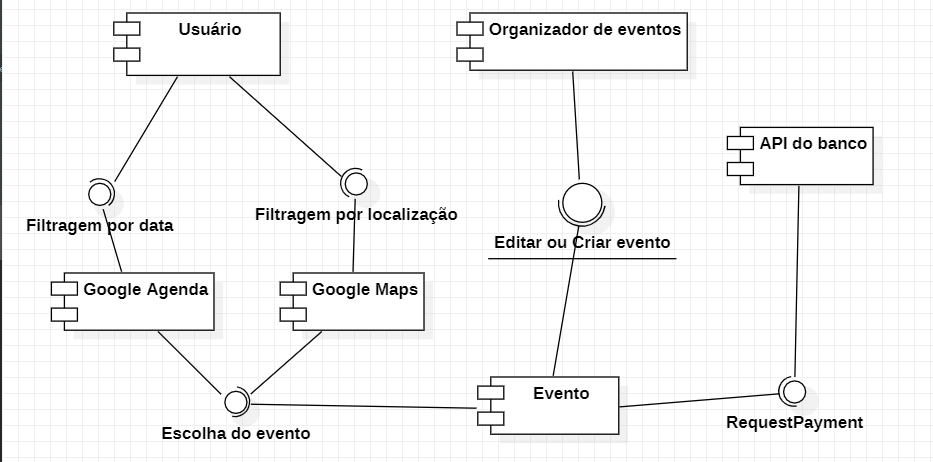 Usuário
Organizador de eventos
API do banco
Filtragem por data
Filtragem por localização
Editar ou Criar evento
Google Agenda
Google Maps
Evento
Escolha do evento
RequestPayment